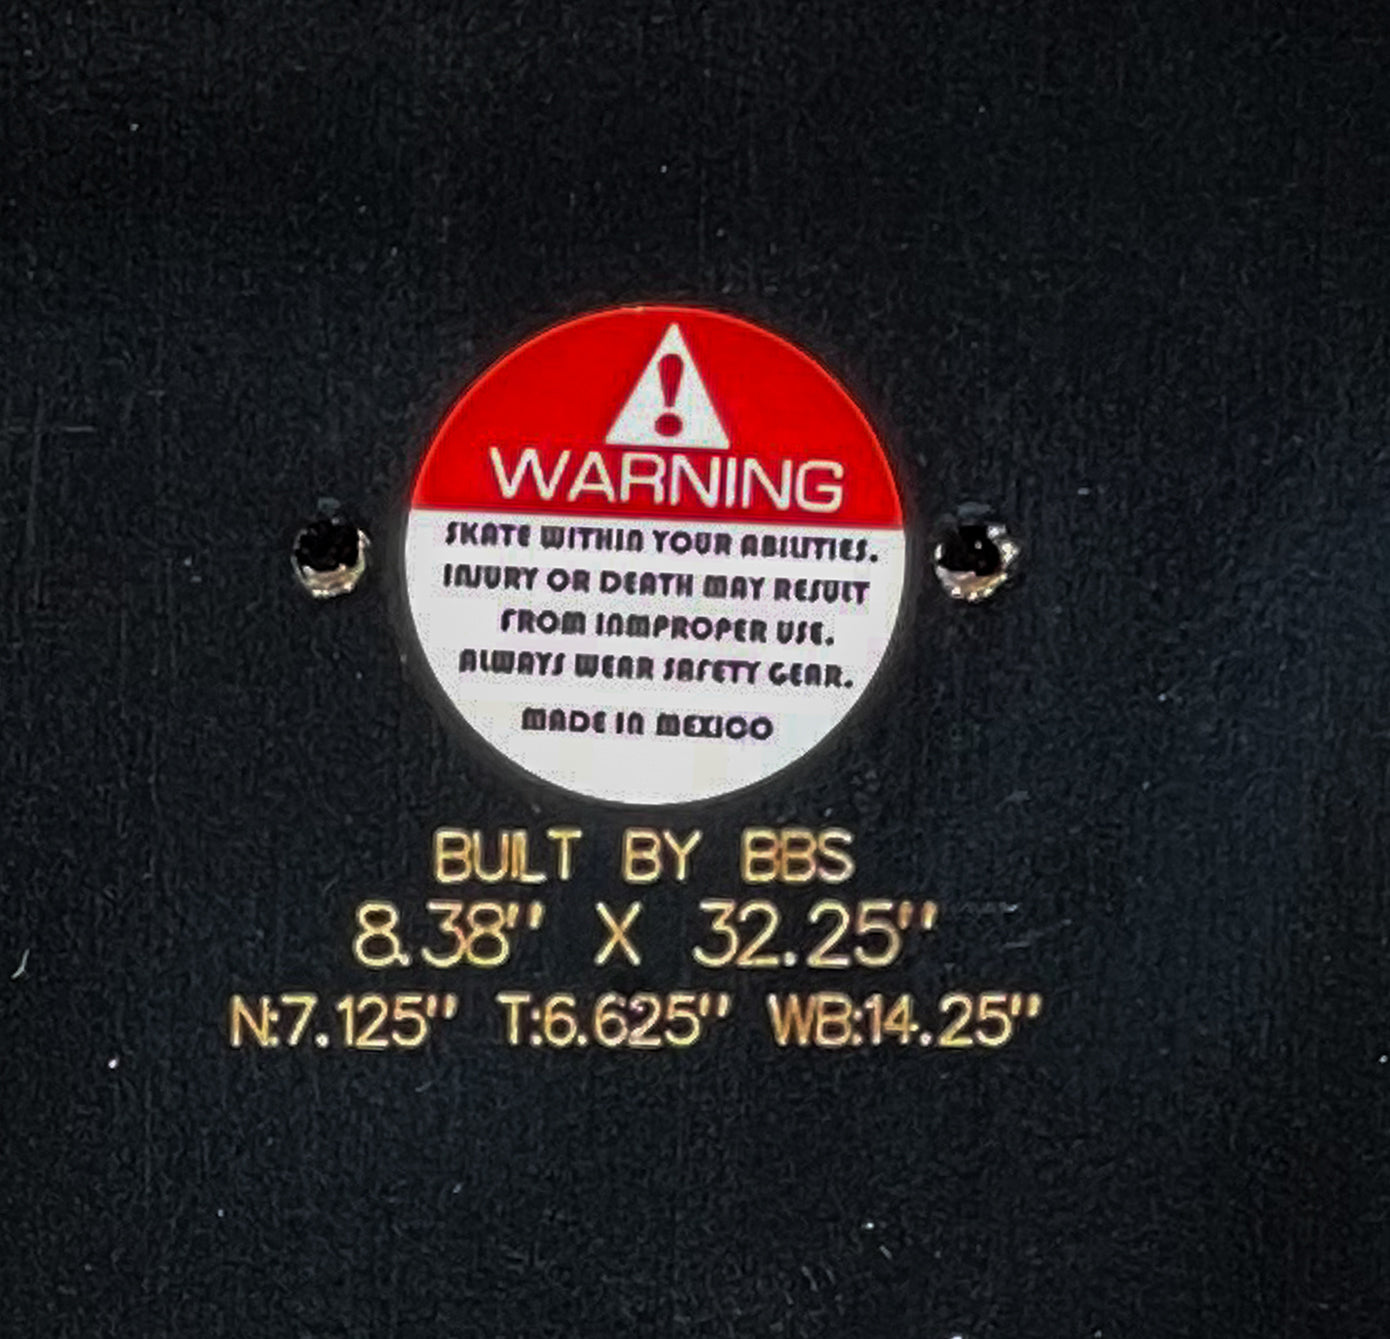 WARNING
SKATE WITHIN YOUR ABILITIES.
INJURY OR DEATH MAY RESULT
FROM INMPROPER USE.
ALWAYS WEAR SAFETY GEAR.
MADE IN MEXICO
BUILT BY BBS
8.38" X 32.25"
N:7.125" T:6.625" WB:14.25"